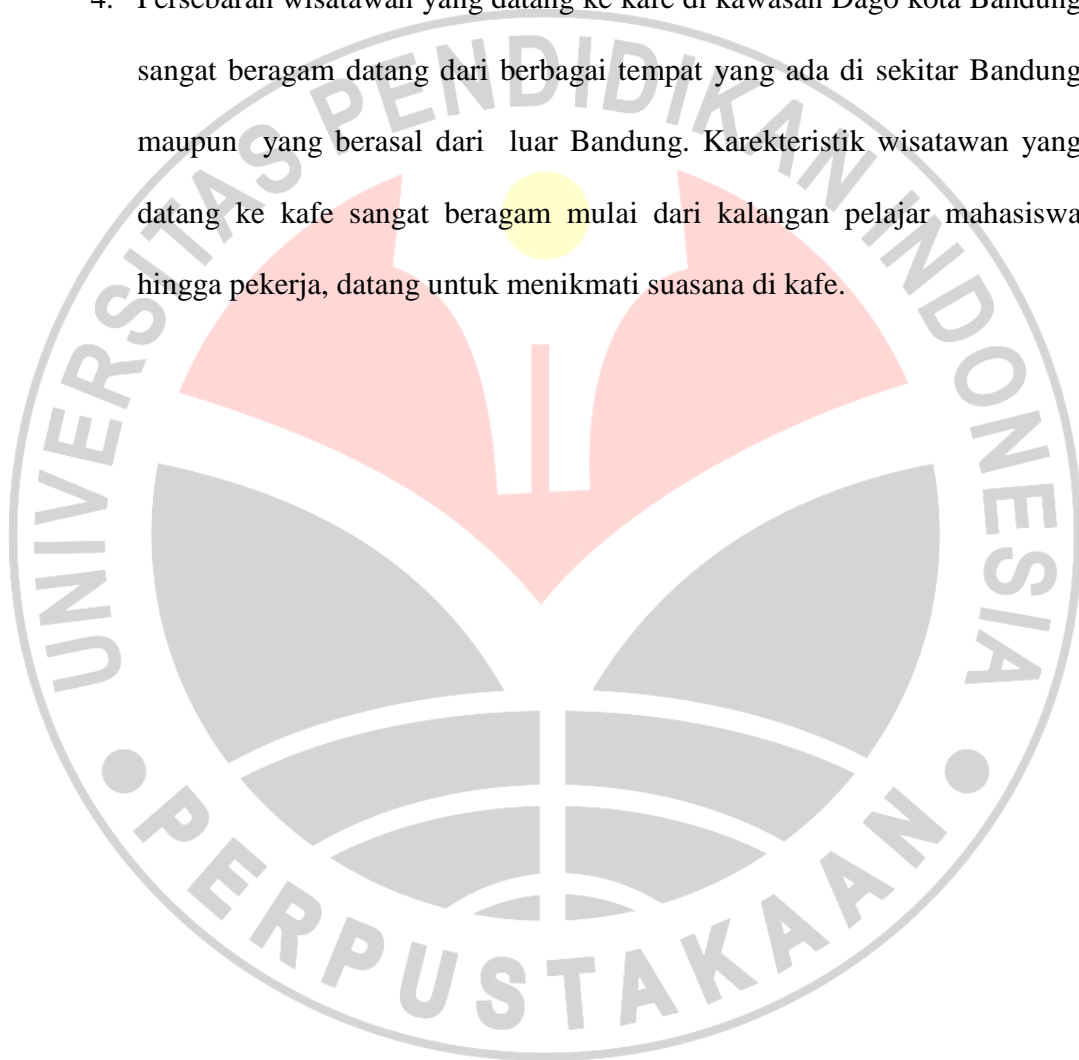 4. Persebaran wisatawan yang datang ke kafe di kawasan Dago kota Bandung
sangat beragam datang dari berbagai tempat yang ada di sekitar Bandung
maupun yang berasal dari luar Bandung. Karekteristik wisatawan yang
datang ke kafe sangat beragam mulai dari kalangan pelajar mahasiswa
hingga pekerja, datang untuk menikmati suasana di kafe.
UNIVERSITAS PENDIDIKAN INDONESIA
PERPUSTAKAAN